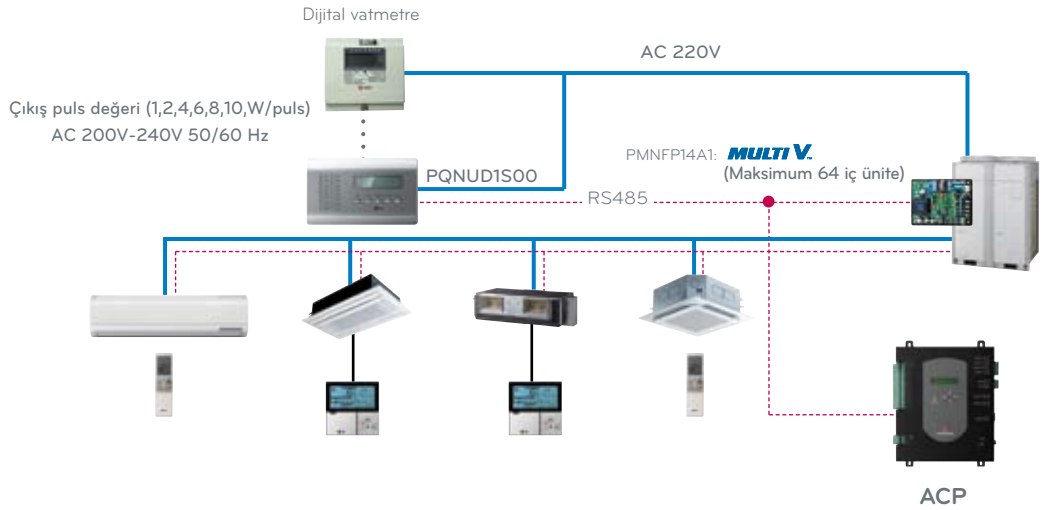 Dijital vatmetre
AC 220V
Çıkış puls değeri (1,2,4,6,8,10,W/puls)
AC 200V-240V 50/60 Hz
PMNFP14A1: MULTI V™
(Maksimum 64 iç ünite)
PQNUD1S00
RS485
ACP